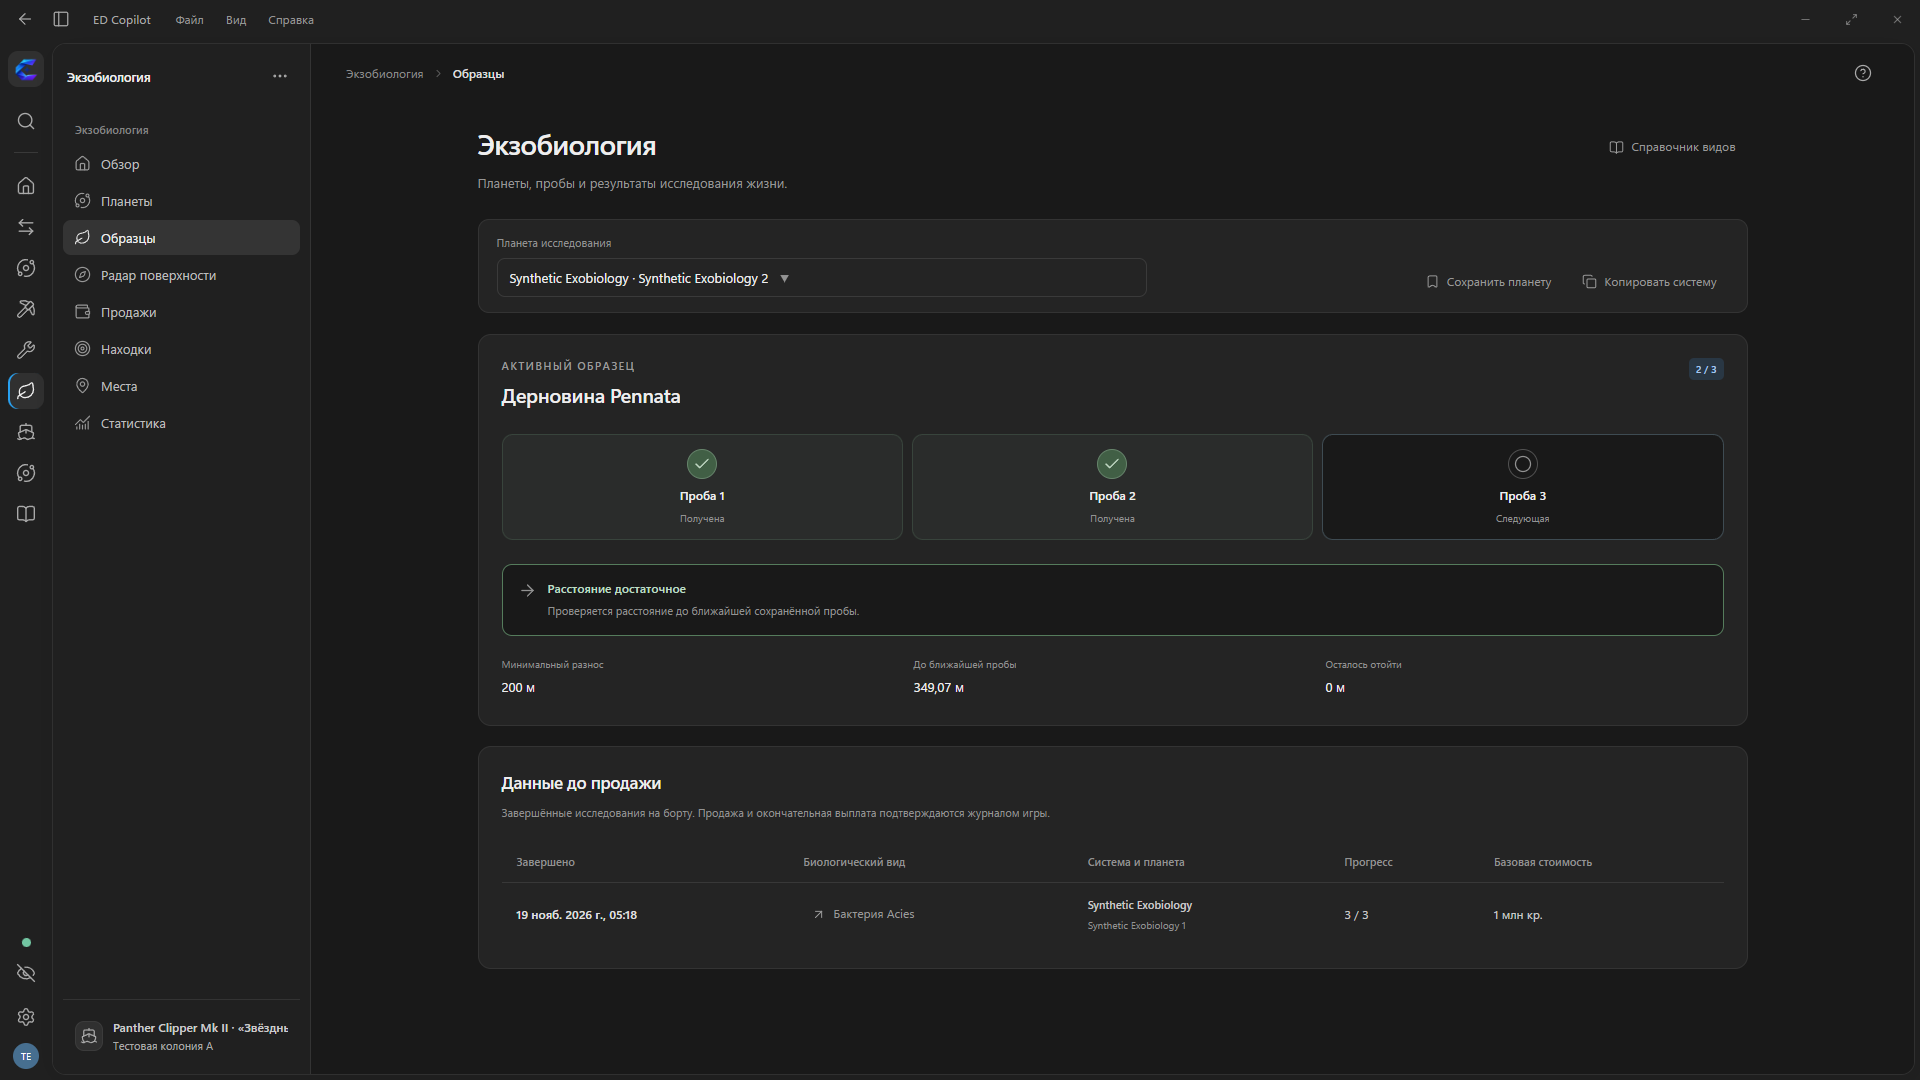 ED Copilot
Файл
Вид
Справка
Экзобиология
Экзобиология
Обзор
Планеты
Образцы
Радар поверхности
Продажи
Находки
Места
Статистика
Panther Clipper Mk II · «Звёздны
Тестовая колония А
TE
Экзобиология
Образцы
Экзобиология
Справочник видов
Планеты, пробы и результаты исследования жизни.
Планета исследования
Synthetic Exobiology · Synthetic Exobiology 2
Сохранить планету
Копировать систему
АКТИВНЫЙ ОБРАЗЕЦ
2 / 3
Дерновина Pennata
Проба 1
Получена
Проба 2
Получена
Проба 3
Следующая
Расстояние достаточное
Проверяется расстояние до ближайшей сохранённой пробы.
Минимальный разнос
200 м
До ближайшей пробы
349,07 м
Осталось отойти
0 м
Данные до продажи
Завершённые исследования на борту. Продажа и окончательная выплата подтверждаются журналом игры.
Завершено
Биологический вид
Система и планета
Прогресс
Базовая стоимость
19 нояб. 2026 г., 05:18
Бактерия Acies
Synthetic Exobiology
Synthetic Exobiology 1
3 / 3
1 млн кр.